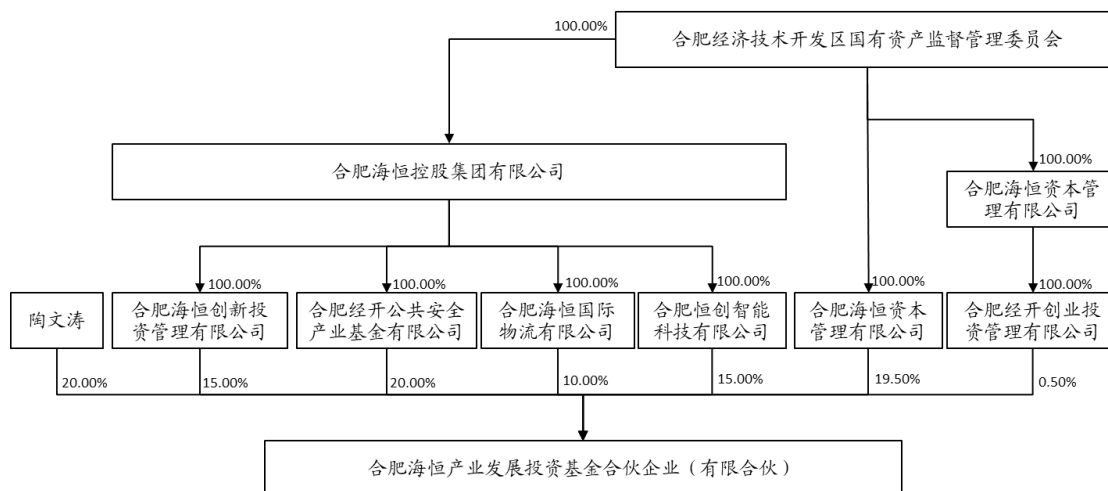 100.00%
合肥经济技术开发区国有资产监督管理委员会
合肥海恒控股集团有限公司
100.00%
合肥海恒资本管
理有限公司
100.00%
100.00%
100.00%
100.00%
100.00%
100.00%
陶文涛
合肥海恒创新投
资管理有限公司
合肥经开公共安全
产业基金有限公司
合肥海恒国际
物流有限公司
合肥恒创智能
科技有限公司
合肥海恒资本
管理有限公司
合肥经开创业投
资管理有限公司
20.00%
15.00%
20.00%
10.00%
15.00%
19.50%
0.50%
合肥海恒产业发展投资基金合伙企业（有限合伙）